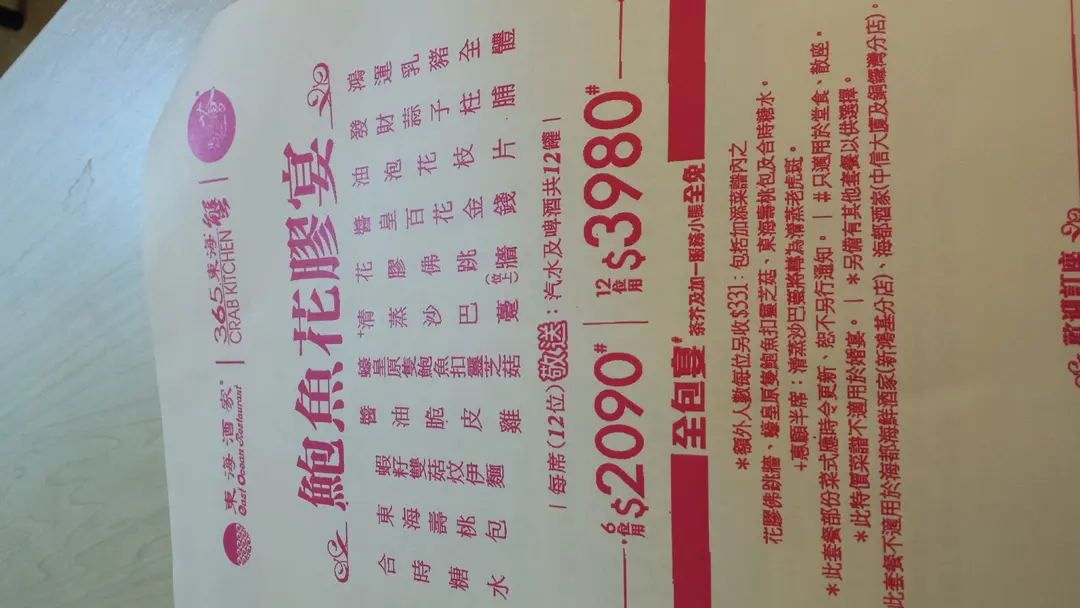 東海酒家®
East Ocean Restaurant
365東海蟹
CRAB KITCHEN
鮑魚花膠宴
鴻運乳豬全體
發財蒜子柱脯
油泡花枝片
醬皇百花金錢
花膠佛跳牆(位上)
+清蒸沙巴躉
蠔皇原隻鮑魚扣靈芝菇
醬油脆皮雞
蝦籽雙菇炆伊麵
東海壽桃包
合時糖水
每席(12位)敬送：汽水及啤酒共12罐
6位用 $2090# | 12位用 $3980#
全包宴# 茶芥及加一服務小服全免
*額外人數每位另收$331：包括加添菜譜內之
花膠佛跳牆、蠔皇原隻鮑魚扣靈芝菇、東海壽桃包及合時糖水。
+惠顧半席：清蒸沙巴躉將轉為清蒸老虎斑。
*此套餐部份菜式應時令更新、恕不另行通知。 | #只適用於堂食、散座。
*此特價菜譜不適用於婚宴。 | *另備有其他套餐以供選擇。
此套餐不適用於海都海鮮酒家(新鴻基分店)、海都酒家(中信大廈及銅鑼灣分店)。
歡迎訂座